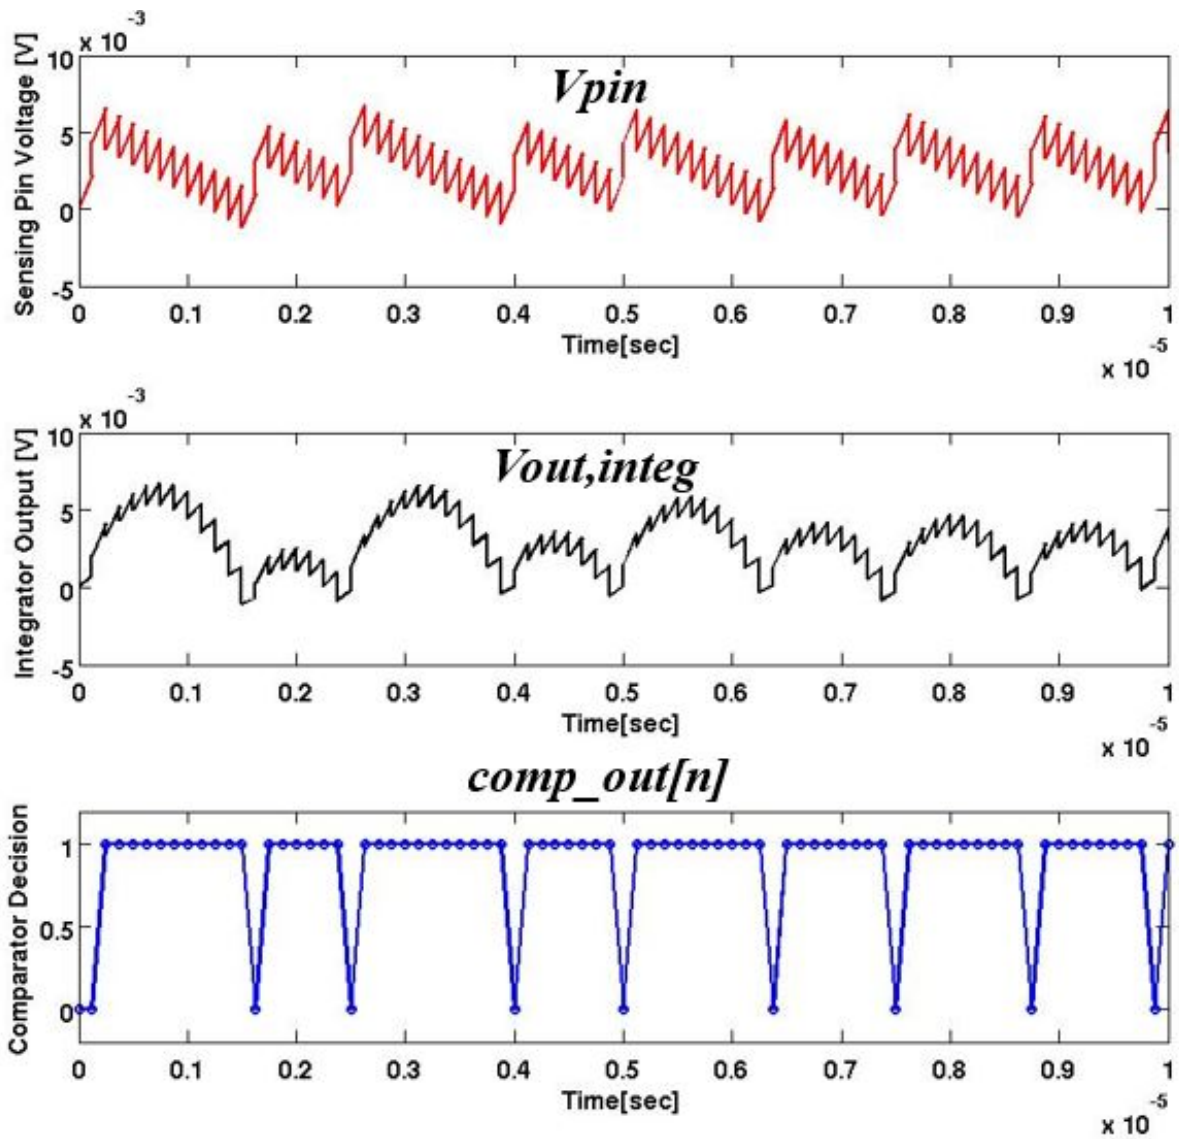 x 10 -3
Sensing Pin Voltage [V]
10
5
0
-5
Vpin
0 0.1 0.2 0.3 0.4 0.5 0.6 0.7 0.8 0.9 1
Time[sec]
x 10 -5
x 10 -3
Integrator Output [V]
10
5
0
-5
Vout,integ
0 0.1 0.2 0.3 0.4 0.5 0.6 0.7 0.8 0.9 1
Time[sec]
x 10 -5
comp_out[n]
Comparator Decision
1
0.5
0
0 0.1 0.2 0.3 0.4 0.5 0.6 0.7 0.8 0.9 1
Time[sec]
x 10 -5